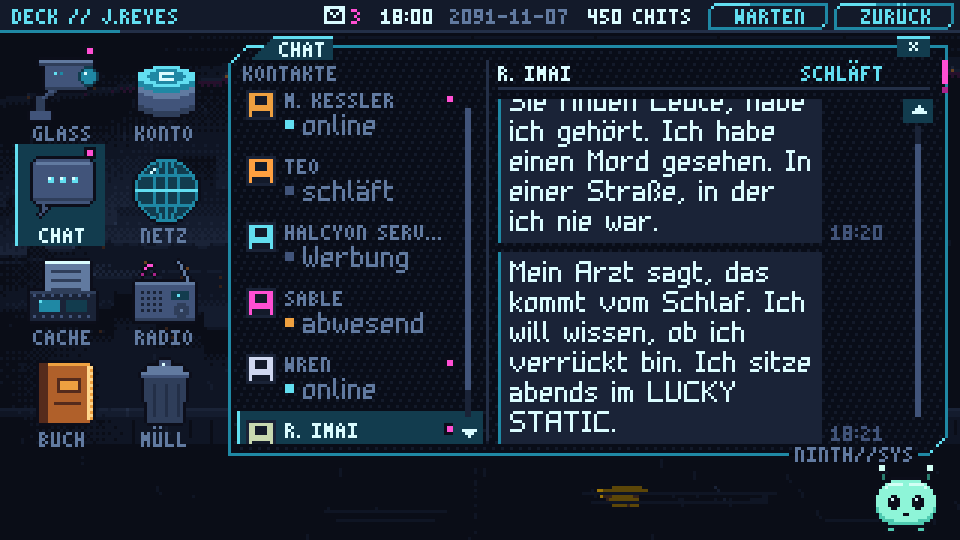 DECK // J.REYES
3
18:00
2091-11-07
450 CHITS
WARTEN
ZURÜCK
GLASS
KONTO
CHAT
NETZ
CACHE
RADIO
BUCH
MÜLL
CHAT
x
KONTAKTE
M. KESSLER
online
TEO
schläft
HALCYON SERV...
Werbung
SABLE
abwesend
WREN
online
R. IMAI
R. IMAI
SCHLÄFT
Sie finden Leute, habe
ich gehört. Ich habe
einen Mord gesehen. In
einer Straße, in der
ich nie war.
18:20
Mein Arzt sagt, das
kommt vom Schlaf. Ich
will wissen, ob ich
verrückt bin. Ich sitze
abends im LUCKY
STATIC.
18:21
NINTH//SYS